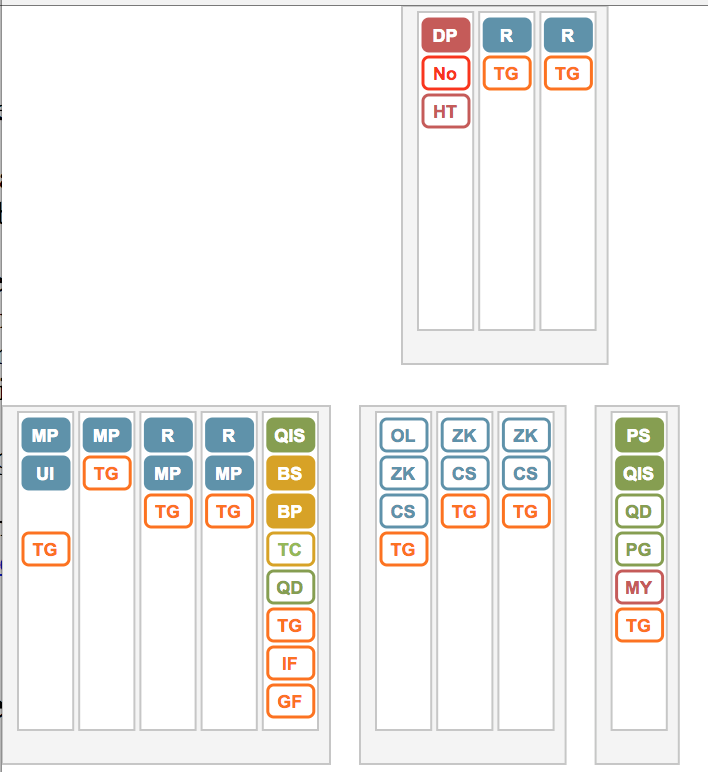 DP R R
No TG TG
HT
MP MP R R QIS OL ZK ZK PS
UI TG MP MP BS ZK CS CS QIS
TG TG BP CS TG TG QD
TG TC TG PG
QD MY
TG TG
IF
GF